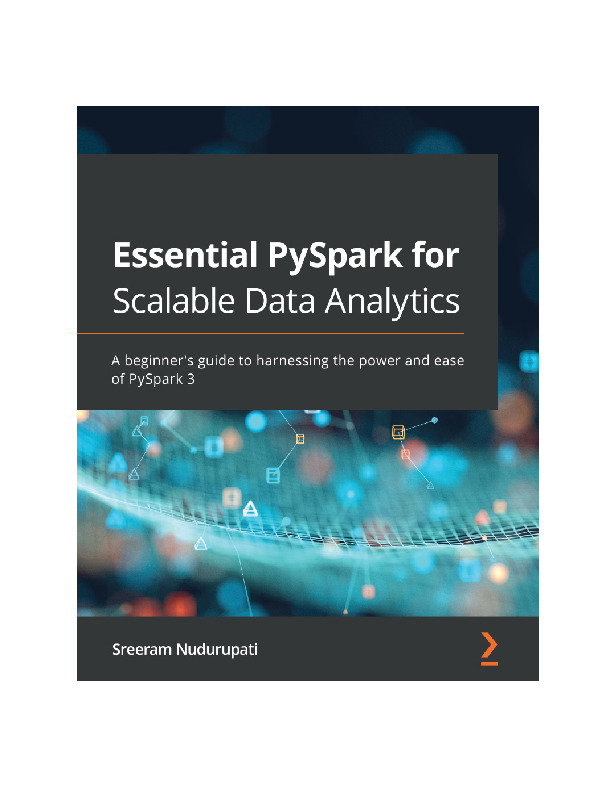 Essential PySpark for
Scalable Data Analytics
A beginner's guide to harnessing the power and ease
of PySpark 3
Sreeram Nudurupati